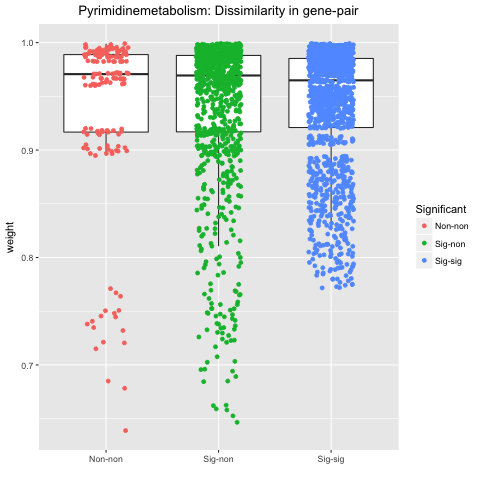 Pyrimidinemetabolism: Dissimilarity in gene-pair
1.0
0.9
0.8
0.7
weight
Non-non
Sig-non
Sig-sig
Significant
Non-non
Sig-non
Sig-sig